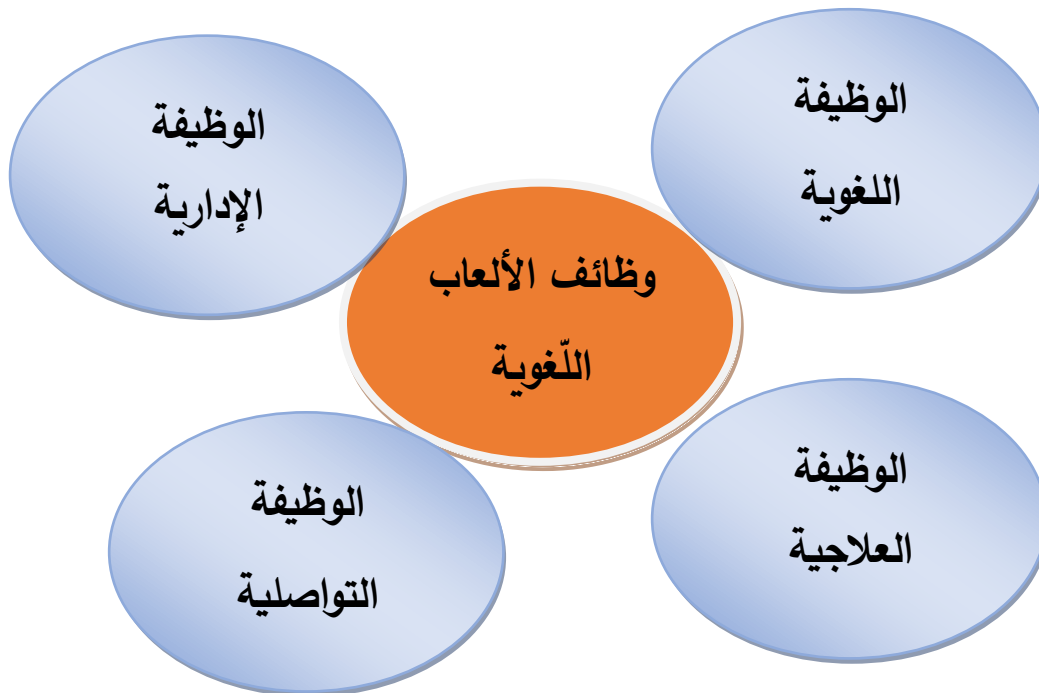 الوظيفة
اللغوية
الوظيفة
الإدارية
وظائف الألعاب
اللّغوية
الوظيفة
العلاجية
الوظيفة
التواصلية